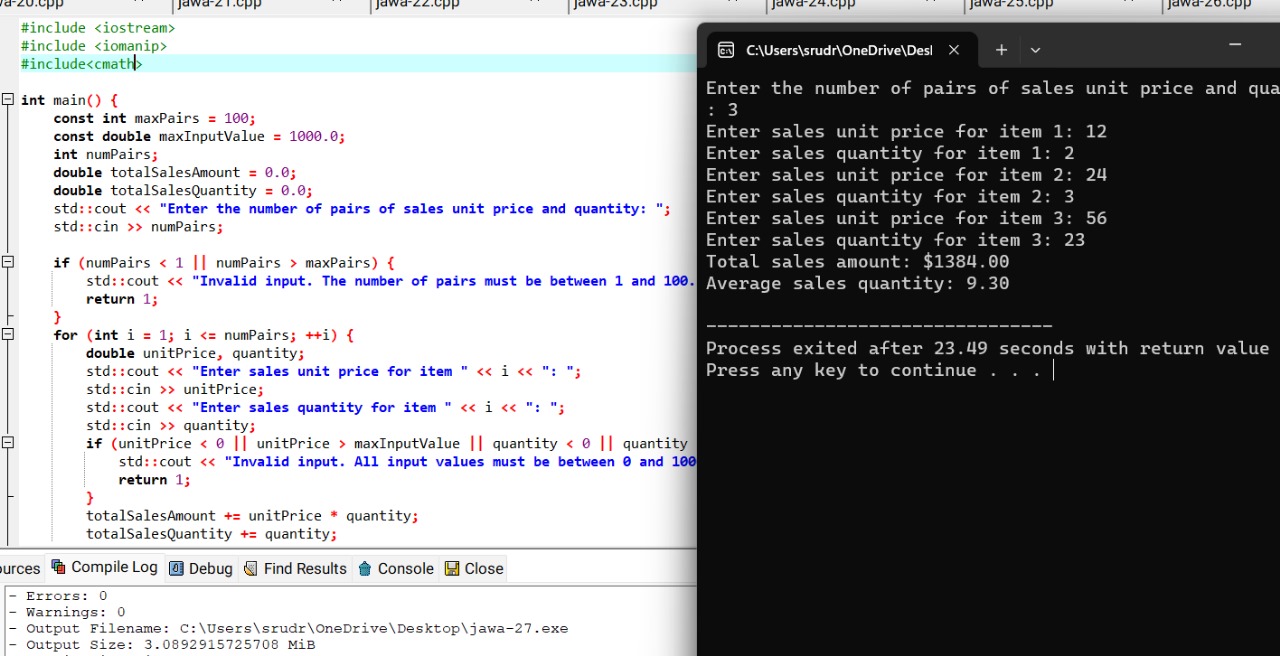 jawa-21.cpp
jawa-22.cpp
jawa-23.cpp
jawa-24.cpp
jawa-25.cpp
jawa-26.cpp
#include <iostream>
#include <iomanip>
#include<cmath>
int main() {
const int maxPairs = 100;
const double maxInputValue = 1000.0;
int numPairs;
double totalSalesAmount = 0.0;
double totalSalesQuantity = 0.0;
std::cout << "Enter the number of pairs of sales unit price and quantity: ";
std::cin >> numPairs;
if (numPairs < 1 || numPairs > maxPairs) {
std::cout << "Invalid input. The number of pairs must be between 1 and 100.
return 1;
}
for (int i = 1; i <= numPairs; ++i) {
double unitPrice, quantity;
std::cout << "Enter sales unit price for item " << i << ": ";
std::cin >> unitPrice;
std::cout << "Enter sales quantity for item " << i << ": ";
std::cin >> quantity;
if (unitPrice < 0 || unitPrice > maxInputValue || quantity < 0 || quantity
std::cout << "Invalid input. All input values must be between 0 and 100
return 1;
}
totalSalesAmount += unitPrice * quantity;
totalSalesQuantity += quantity;
Compile Log
Debug
Find Results
Console
Close
- Errors: 0
- Warnings: 0
- Output Filename: C:\Users\srudr\OneDrive\Desktop\jawa-27.exe
- Output Size: 3.0892915725708 MiB
C:\Users\srudr\OneDrive\Desl
Enter the number of pairs of sales unit price and qua
: 3
Enter sales unit price for item 1: 12
Enter sales quantity for item 1: 2
Enter sales unit price for item 2: 24
Enter sales quantity for item 2: 3
Enter sales unit price for item 3: 56
Enter sales quantity for item 3: 23
Total sales amount: $1384.00
Average sales quantity: 9.30
--------------------------------
Process exited after 23.49 seconds with return value
Press any key to continue . . .